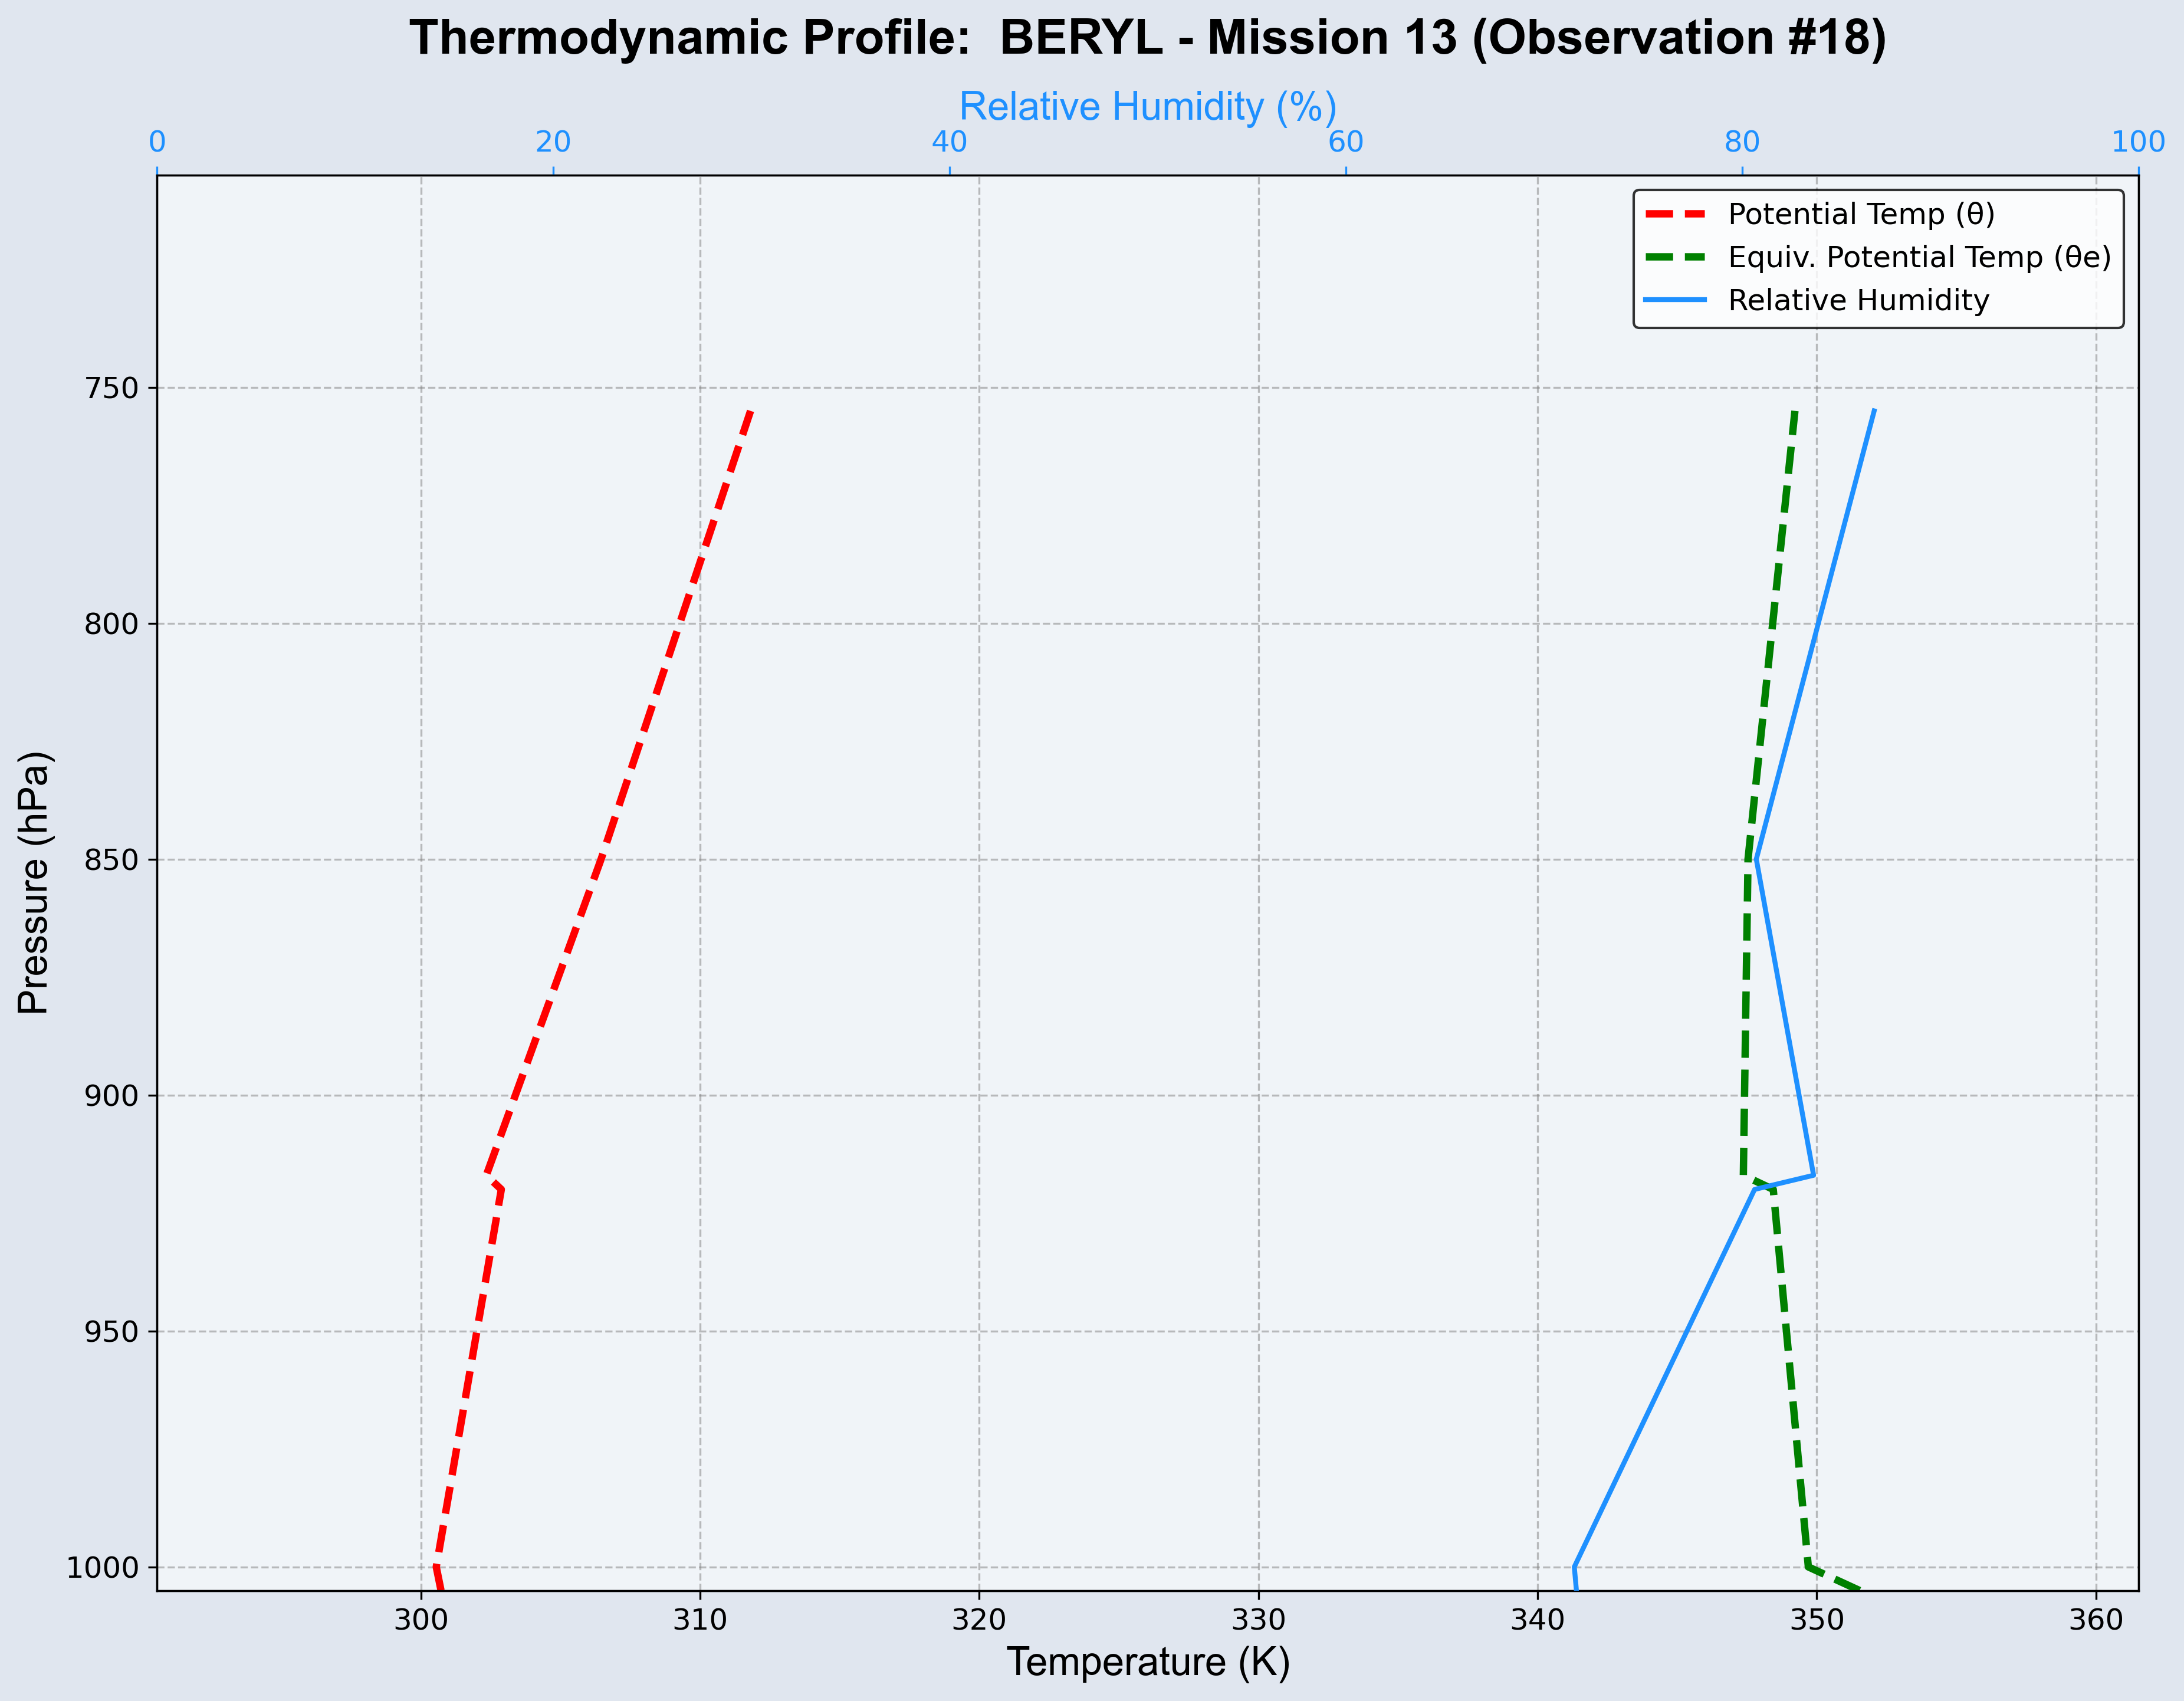 Thermodynamic Profile:  BERYL - Mission 13 (Observation #18)
Relative Humidity (%)
0 20 40 60 80 100
Potential Temp (θ)
Equiv. Potential Temp (θe)
Relative Humidity
Pressure (hPa)
750
800
850
900
950
1000
300 310 320 330 340 350 360
Temperature (K)